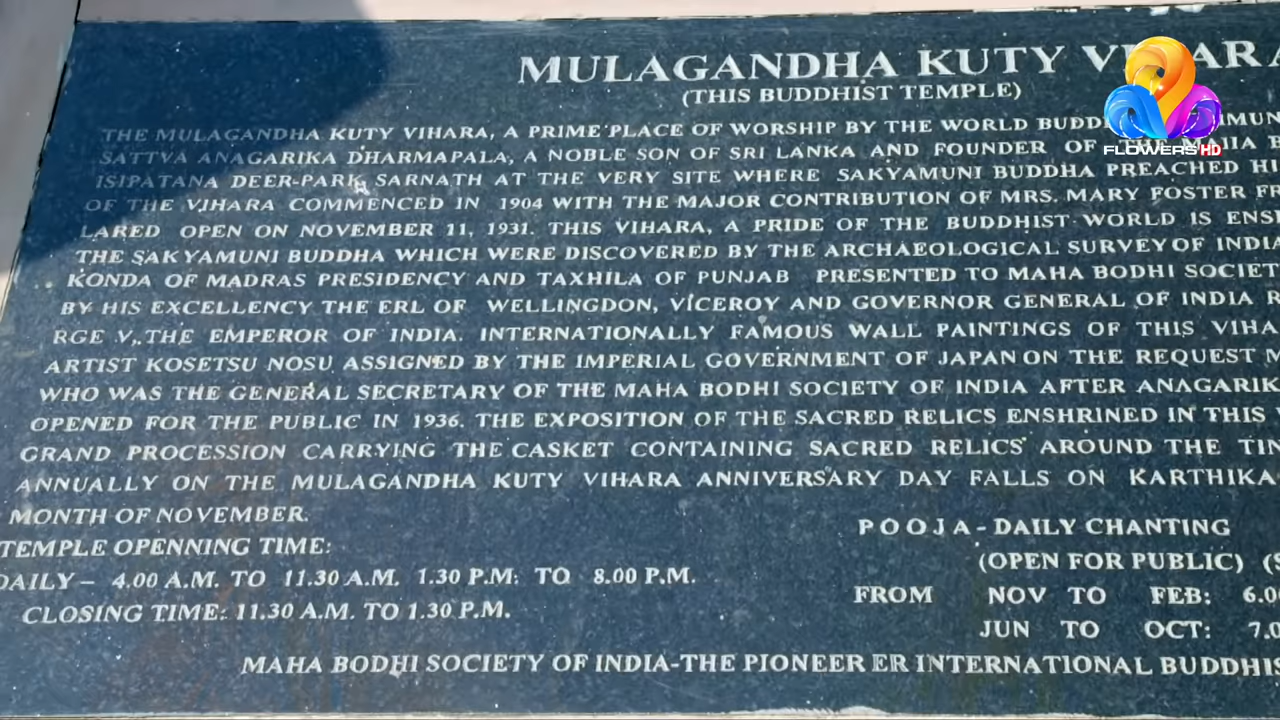 MULAGANDHA KUTY VIHARA
(THIS BUDDHIST TEMPLE)
THE MULAGANDHA KUTY VIHARA, A PRIME PLACE OF WORSHIP BY THE WORLD
SATTVA ANAGARIKA DHARMAPALA, A NOBLE SON OF SRI LANKA AND FOUNDER OF
ISIPATANA DEER-PARK, SARNATH AT THE VERY SITE WHERE SAKYAMUNI BUDDHA PREACHED HI
OF THE VIHARA COMMENCED IN 1904 WITH THE MAJOR CONTRIBUTION OF MRS. MARY FOSTER FR
LARED OPEN ON NOVEMBER 11, 1931. THIS VIHARA, A PRIDE OF THE BUDDHIST WORLD IS ENS
THE SAKYAMUNI BUDDHA WHICH WERE DISCOVERED BY THE ARCHAEOLOGICAL SURVEY OF INDIA
KONDA OF MADRAS PRESIDENCY AND TAXHILA OF PUNJAB PRESENTED TO MAHA BODHI SOCIET
BY HIS EXCELLENCY THE ERL OF WELLINGDON, VICEROY AND GOVERNOR GENERAL OF INDIA R
RGE V, THE EMPEROR OF INDIA. INTERNATIONALLY FAMOUS WALL PAINTINGS OF THIS VIHA
ARTIST KOSETSU NOSU ASSIGNED BY THE IMPERIAL GOVERNMENT OF JAPAN ON THE REQUEST M
WHO WAS THE GENERAL SECRETARY OF THE MAHA BODHI SOCIETY OF INDIA AFTER ANAGARIK
OPENED FOR THE PUBLIC IN 1936. THE EXPOSITION OF THE SACRED RELICS ENSHRINED IN THIS
GRAND PROCESSION CARRYING THE CASKET CONTAINING SACRED RELICS AROUND THE TIN
ANNUALLY ON THE MULAGANDHA KUTY VIHARA ANNIVERSARY DAY FALLS ON KARTHIKA
MONTH OF NOVEMBER.
TEMPLE OPENNING TIME:
DAILY – 4.00 A.M. TO 11.30 A.M. 1.30 P.M. TO 8.00 P.M.
CLOSING TIME: 11.30 A.M. TO 1.30 P.M.
POOJA - DAILY CHANTING
(OPEN FOR PUBLIC) (S
FROM NOV TO FEB: 6.0
JUN TO OCT: 7.0
MAHA BODHI SOCIETY OF INDIA-THE PIONEER ER INTERNATIONAL BUDDHIS
FLOWERS HD